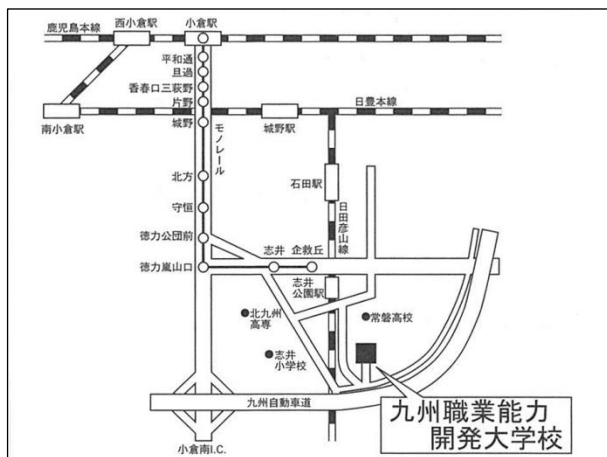 鹿児島本線
西小倉駅
小倉駅
平和通
旦過
香春口三萩野
片野
城野
南小倉駅
日豊本線
城野駅
モノレール
北方
石田駅
守恒
日田彦山線
徳力公団前
志井
企救丘
徳力嵐山口
志井
公園駅
北九州
高専
常磐高校
志井
小学校
九州自動車道
九州職業能力
開発大学校
小倉南I.C.